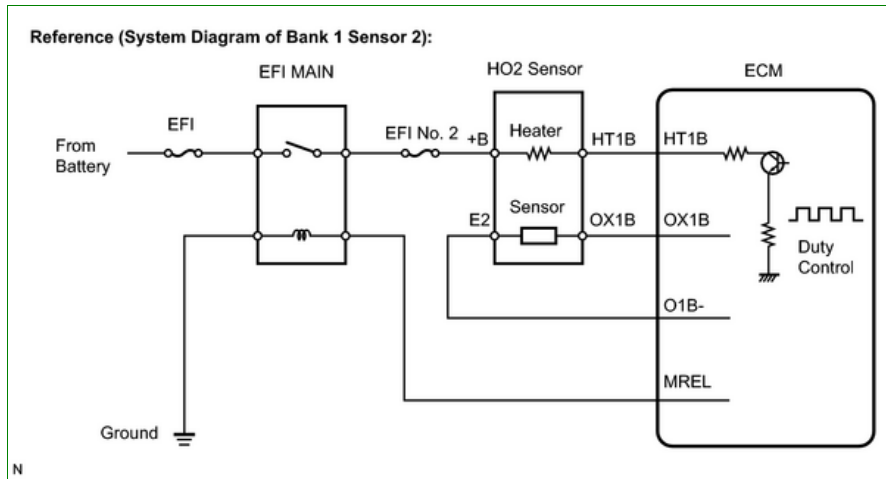 Reference (System Diagram of Bank 1 Sensor 2):
EFI MAIN
HO2 Sensor
ECM
EFI
EFI No. 2
+B
Heater
HT1B
HT1B
From
Battery
Sensor
E2
OX1B
OX1B
Duty
Control
O1B-
MREL
Ground
N